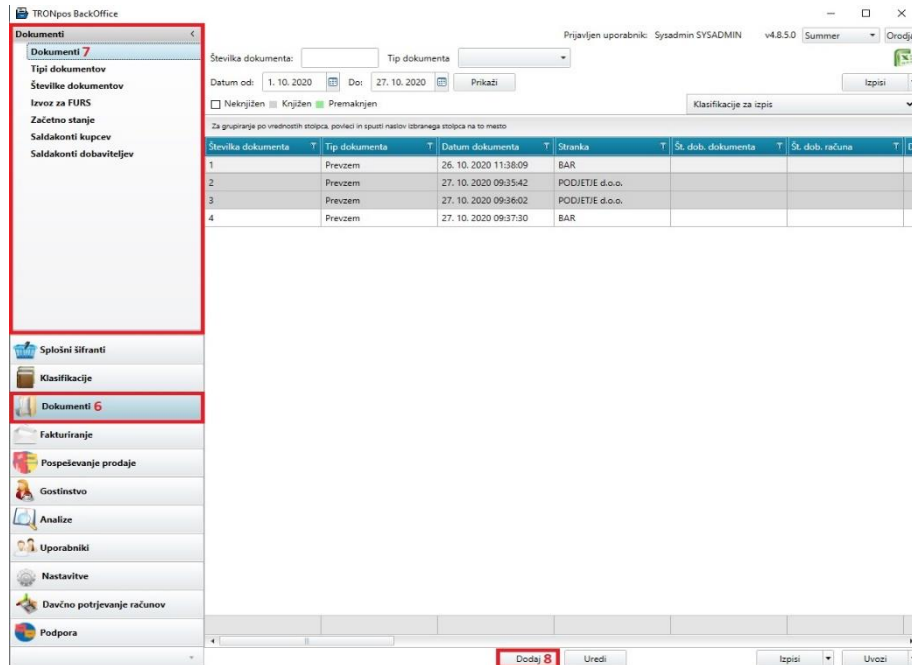 TRONpos BackOffice
Dokumenti
Prijavljen uporabnik: Sysadmin SYSADMIN v4.8.5.0 Summer
Dokumenti 7
Tipi dokumentov
Številke dokumentov
Izvoz za FURS
Začetno stanje
Saldakonti kupcev
Saldakonti dobaviteljev
Številka dokumenta: Tip dokumenta
Datum od: 1. 10. 2020 Do: 27. 10. 2020 Prikaži Izpisi
Neknjižen Knjižen Premaknjen Klasifikacije za izpis
Za grupiranje po vrednostih stolpca, povleci in spusti naslov izbranega stolpca na to mesto
Številka dokumenta Tip dokumenta Datum dokumenta Stranka Št. dob. dokumenta Št. dob. računa
1 Prevzem 26. 10. 2020 11:38:09 BAR
2 Prevzem 27. 10. 2020 09:35:42 PODJETJE d.o.o.
3 Prevzem 27. 10. 2020 09:36:02 PODJETJE d.o.o.
4 Prevzem 27. 10. 2020 09:37:30 BAR
Splošni šifranti
Klasifikacije
Dokumenti 6
Fakturiranje
Pospeševanje prodaje
Gostinstvo
Analize
Uporabniki
Nastavitve
Davčno potrjevanje računov
Podpora
Dodaj 8 Uredi Izpisi Uvozi